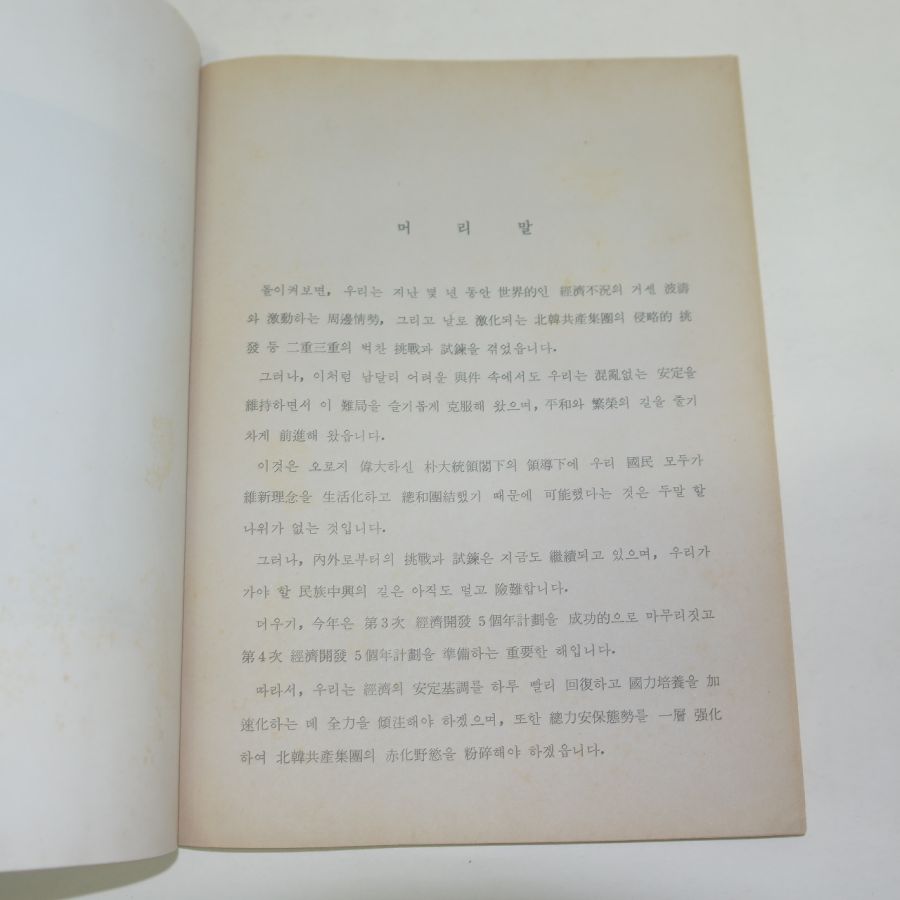 머 리 말
돌이켜보면, 우리는 지난 몇 년 동안 世界的인 經濟不況의 거센 波濤
와 激動하는 周邊情勢, 그리고 날로 激化되는 北韓共產集團의 侵略的 挑
發 등 二重三重의 벅찬 挑戰과 試鍊을 겪었읍니다.
그러나, 이처럼 남달리 어려운 與件 속에서도 우리는 混亂없는 安定을
維持하면서 이 難局을 슬기롭게 克服해 왔으며, 平和와 繁榮의 길을 줄기
차게 前進해 왔읍니다.
이것은 오로지 偉大하신 朴大統領閣下의 領導下에 우리 國民 모두가
維新理念을 生活化하고 總和團結했기 때문에 可能했다는 것은 두말 할
나위가 없는 것입니다.
그러나, 內外로부터의 挑戰과 試鍊은 지금도 繼續되고 있으며, 우리가
가야 할 民族中興의 길은 아직도 멀고 險難합니다.
더우기, 今年은 第3次 經濟開發 5個年計劃을 成功的으로 마무리짓고
第4次 經濟開發 5個年計劃을 準備하는 重要한 해입니다.
따라서, 우리는 經濟의 安定基調를 하루 빨리 回復하고 國力培養을 加
速化하는 데 全力을 傾注해야 하겠으며, 또한 總力安保態勢를 一層 强化
하여 北韓共產集團의 赤化野慾을 粉碎해야 하겠읍니다.